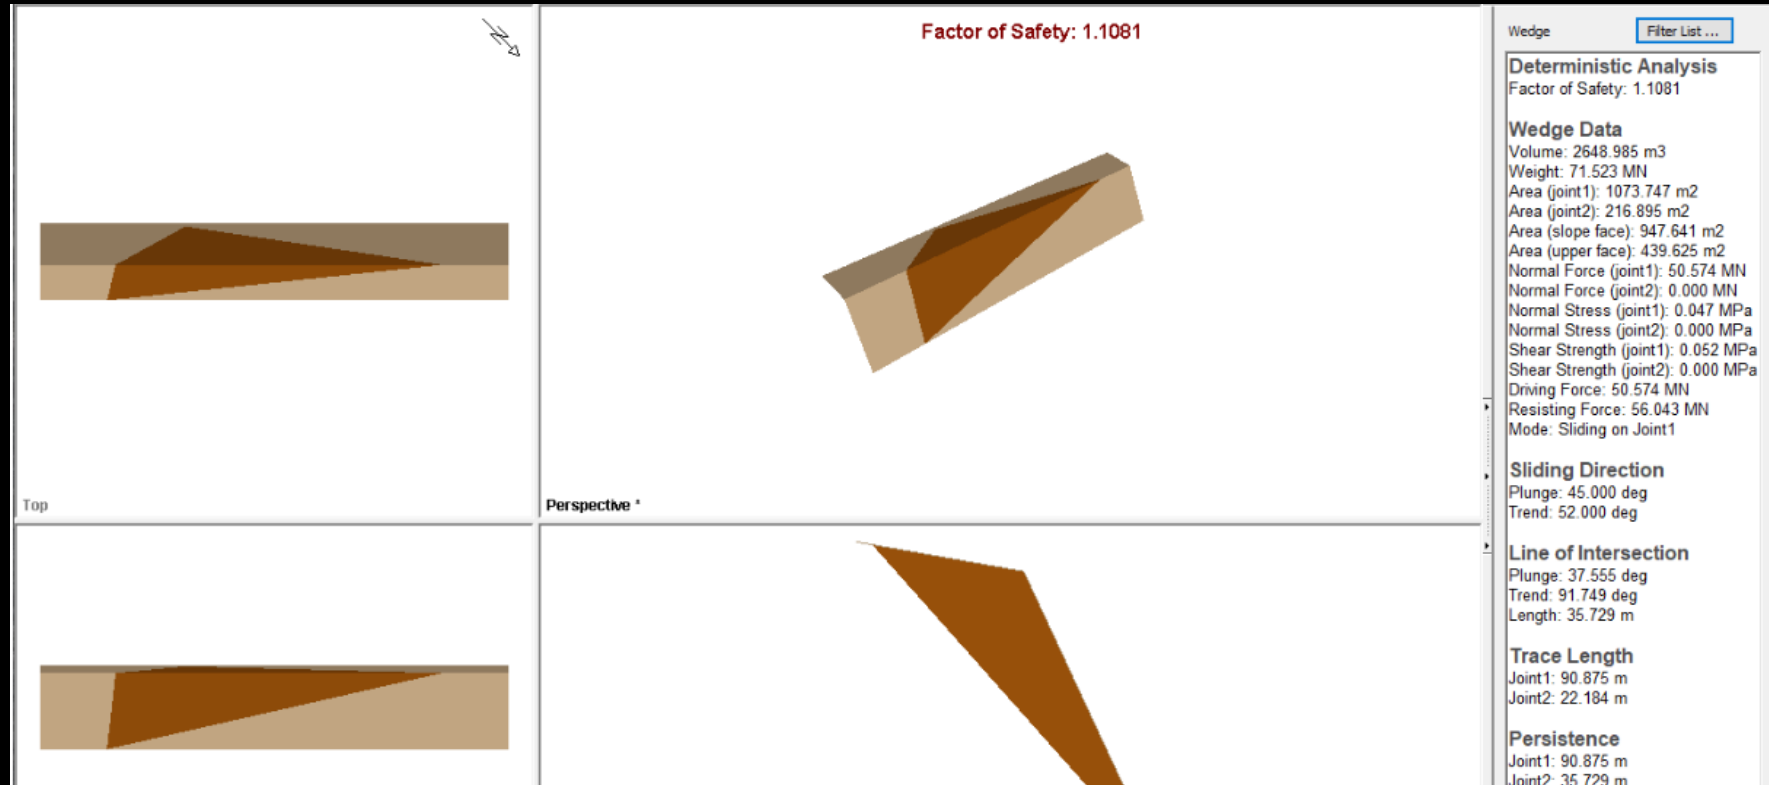 Factor of Safety: 1.1081
Top
Perspective *
Wedge
Filter List ...
Deterministic Analysis
Factor of Safety: 1.1081
Wedge Data
Volume: 2648.985 m3
Weight: 71.523 MN
Area (joint1): 1073.747 m2
Area (joint2): 216.895 m2
Area (slope face): 947.641 m2
Area (upper face): 439.625 m2
Normal Force (joint1): 50.574 MN
Normal Force (joint2): 0.000 MN
Normal Stress (joint1): 0.047 MPa
Normal Stress (joint2): 0.000 MPa
Shear Strength (joint1): 0.052 MPa
Shear Strength (joint2): 0.000 MPa
Driving Force: 50.574 MN
Resisting Force: 56.043 MN
Mode: Sliding on Joint1
Sliding Direction
Plunge: 45.000 deg
Trend: 52.000 deg
Line of Intersection
Plunge: 37.555 deg
Trend: 91.749 deg
Length: 35.729 m
Trace Length
Joint1: 90.875 m
Joint2: 22.184 m
Persistence
Joint1: 90.875 m
Joint2: 35.729 m